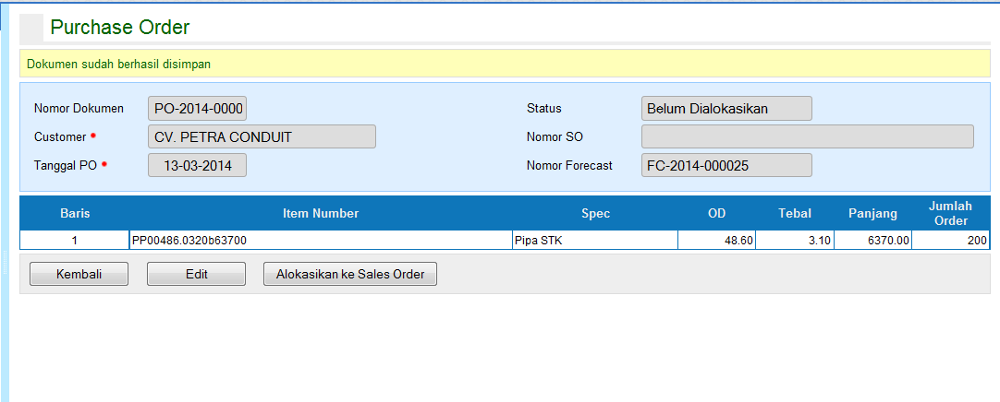 Purchase Order
Dokumen sudah berhasil disimpan
Nomor Dokumen PO-2014-0000 Status Belum Dialokasikan
Customer • CV. PETRA CONDUIT Nomor SO
Tanggal PO • 13-03-2014 Nomor Forecast FC-2014-000025
Baris Item Number Spec OD Tebal Panjang Jumlah Order
1 PP00486.0320b63700 Pipa STK 48.60 3.10 6370.00 200
Kembali Edit Alokasikan ke Sales Order